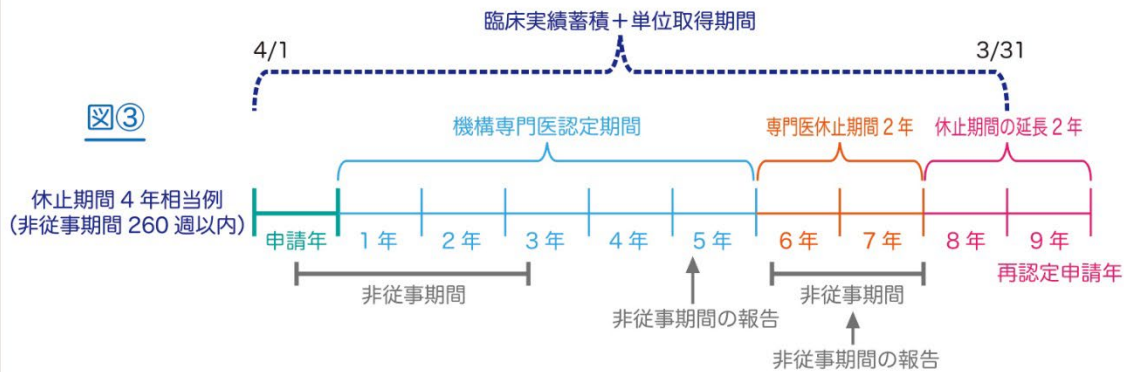 臨床実績蓄積＋単位取得期間
4/1
3/31
図③
機構専門医認定期間
専門医休止期間2年
休止期間の延長2年
休止期間4年相当例
（非従事期間260週以内）
申請年
1年
2年
3年
4年
5年
6年
7年
8年
9年
再認定申請年
非従事期間
非従事期間
非従事期間の報告
非従事期間の報告